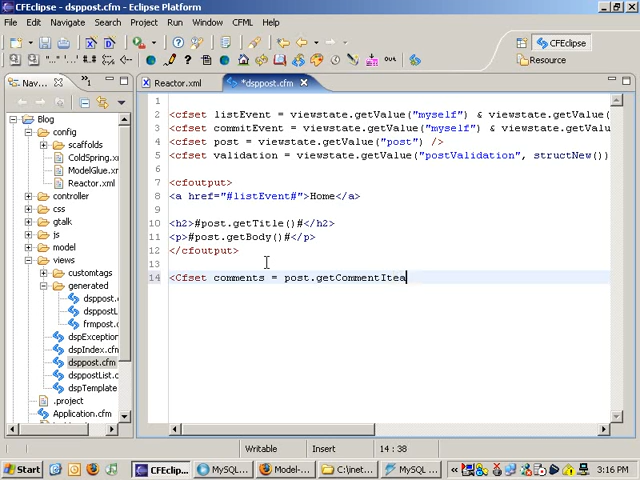 CFEclipse - dsppost.cfm - Eclipse Platform
File Edit Navigate Search Project Run Window CFML Help
CFEclipse
Resource
Nav...
Reactor.xml
*dsppost.cfm
Blog
config
scaffolds
ColdSpring.x
ModelGlue.x
Reactor.xml
controller
css
gtalk
js
model
views
customtags
generated
dsppost.
dsppostL
frmpost.c
dspException
dspIndex.cfm
dsppost.cfm
dsppostList.c
dspTemplate
.project
Application.cfm
1
2 <cfset listEvent = viewstate.getValue("myself") & viewstate.getValue(
3 <cfset commitEvent = viewstate.getValue("myself") & viewstate.getValu
4 <cfset post = viewstate.getValue("post") />
5 <cfset validation = viewstate.getValue("postValidation", structNew())
6
7 <cfoutput>
8 <a href="#listEvent#">Home</a>
9
10 <h2>#post.getTitle()#</h2>
11 <p>#post.getBody()#</p>
12 </cfoutput>
13
14 <Cfset comments = post.getCommentItea
Writable Insert 14 : 38
Start CFEclip... MySQL... Model-... C:\inet... MySQL ... 3:16 PM